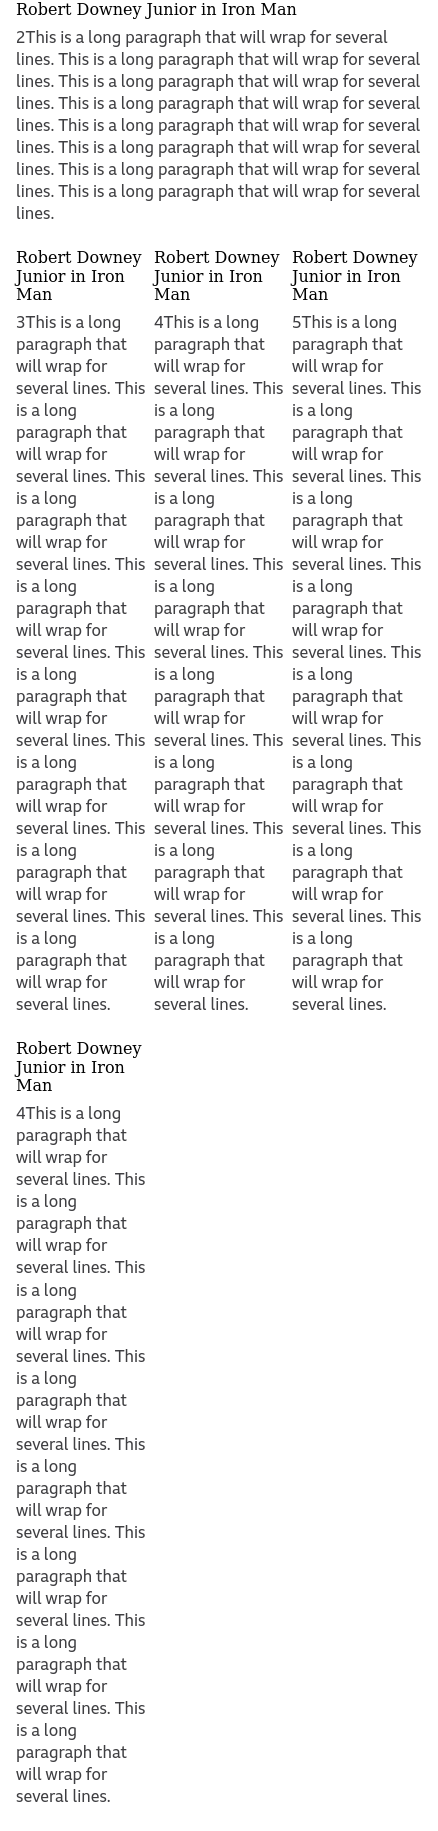 Robert Downey Junior in Iron Man
2This is a long paragraph that will wrap for several
lines. This is a long paragraph that will wrap for several
lines. This is a long paragraph that will wrap for several
lines. This is a long paragraph that will wrap for several
lines. This is a long paragraph that will wrap for several
lines. This is a long paragraph that will wrap for several
lines. This is a long paragraph that will wrap for several
lines. This is a long paragraph that will wrap for several
lines.
Robert Downey
Junior in Iron
Man
3This is a long
paragraph that
will wrap for
several lines. This
is a long
paragraph that
will wrap for
several lines. This
is a long
paragraph that
will wrap for
several lines. This
is a long
paragraph that
will wrap for
several lines. This
is a long
paragraph that
will wrap for
several lines. This
is a long
paragraph that
will wrap for
several lines. This
is a long
paragraph that
will wrap for
several lines. This
is a long
paragraph that
will wrap for
several lines.
Robert Downey
Junior in Iron
Man
4This is a long
paragraph that
will wrap for
several lines. This
is a long
paragraph that
will wrap for
several lines. This
is a long
paragraph that
will wrap for
several lines. This
is a long
paragraph that
will wrap for
several lines. This
is a long
paragraph that
will wrap for
several lines. This
is a long
paragraph that
will wrap for
several lines. This
is a long
paragraph that
will wrap for
several lines. This
is a long
paragraph that
will wrap for
several lines.
Robert Downey
Junior in Iron
Man
5This is a long
paragraph that
will wrap for
several lines. This
is a long
paragraph that
will wrap for
several lines. This
is a long
paragraph that
will wrap for
several lines. This
is a long
paragraph that
will wrap for
several lines. This
is a long
paragraph that
will wrap for
several lines. This
is a long
paragraph that
will wrap for
several lines. This
is a long
paragraph that
will wrap for
several lines. This
is a long
paragraph that
will wrap for
several lines.
Robert Downey
Junior in Iron
Man
4This is a long
paragraph that
will wrap for
several lines. This
is a long
paragraph that
will wrap for
several lines. This
is a long
paragraph that
will wrap for
several lines. This
is a long
paragraph that
will wrap for
several lines. This
is a long
paragraph that
will wrap for
several lines. This
is a long
paragraph that
will wrap for
several lines. This
is a long
paragraph that
will wrap for
several lines. This
is a long
paragraph that
will wrap for
several lines.